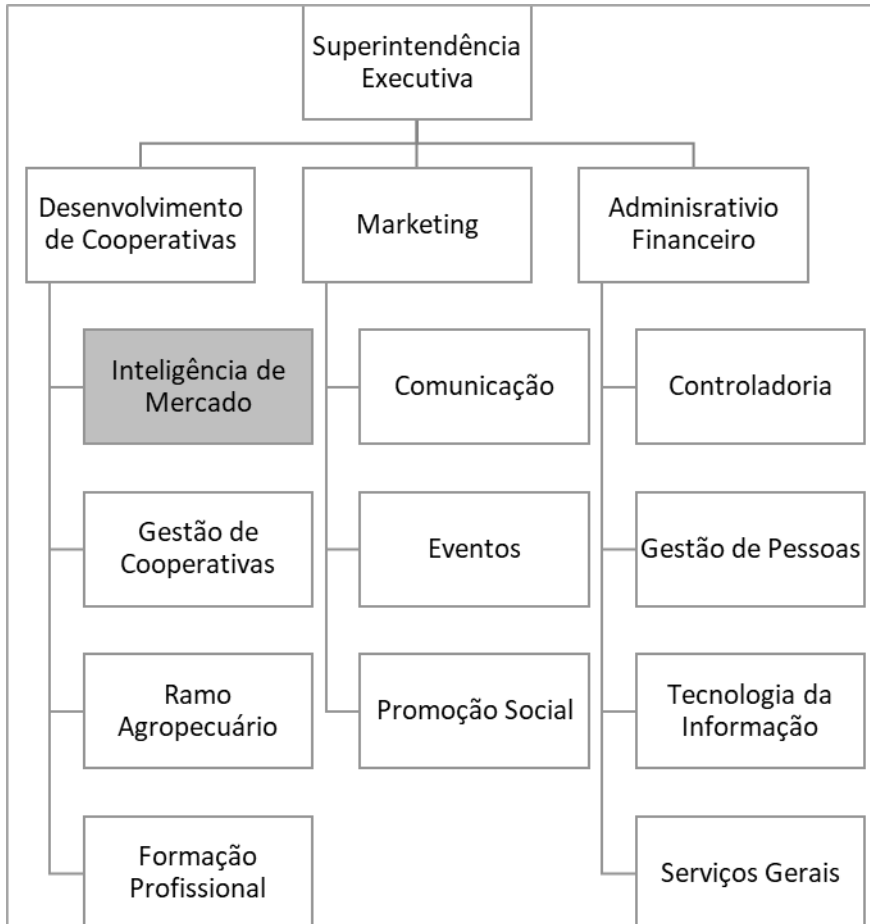 Superintendência
Executiva
Desenvolvimento
de Cooperativas
Marketing
Adminisrativio
Financeiro
Inteligência de
Mercado
Comunicação
Controladoria
Gestão de
Cooperativas
Eventos
Gestão de Pessoas
Ramo
Agropecuário
Promoção Social
Tecnologia da
Informação
Formação
Profissional
Serviços Gerais